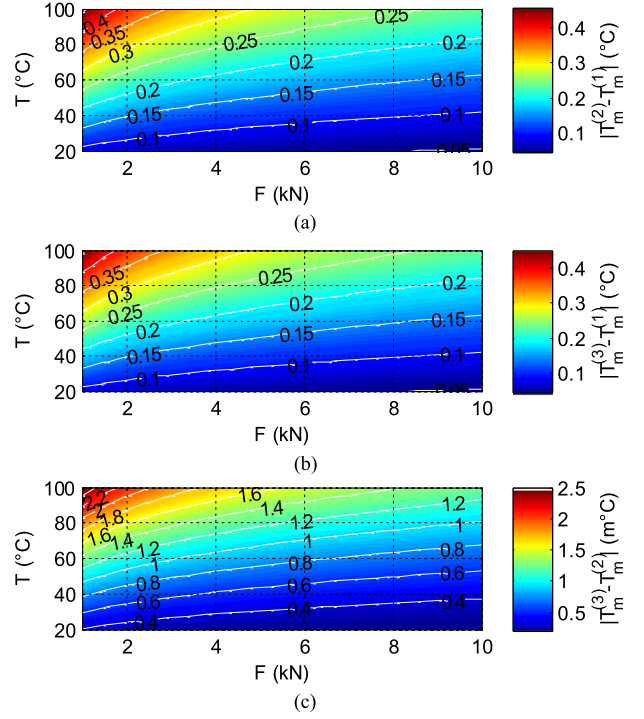 100 80 60 40 20
T (°C)
0.4 0.35 0.3 0.25 0.2 0.15 0.1
0.25 0.2 0.15 0.1 0.05
0.2 0.15 0.1
2 4 6 8 10
F (kN)
0.4 0.3 0.2 0.1
|T_m^(2)-T_m^(1)| (°C)
(a)
100 80 60 40 20
T (°C)
0.35 0.3 0.25 0.2 0.15 0.1
0.25 0.2 0.15 0.1
0.2 0.15 0.1 0.05
2 4 6 8 10
F (kN)
0.4 0.3 0.2 0.1
|T_m^(3)-T_m^(1)| (°C)
(b)
100 80 60 40 20
T (°C)
2.2 2 1.8 1.6 1.4 1.2 1 0.8 0.6 0.4
1.6 1.4 1.2 1 0.8 0.6
1.2 1 0.8 0.6 0.4
2 4 6 8 10
F (kN)
2.5 2 1.5 1 0.5
|T_m^(3)-T_m^(2)| (m°C)
(c)